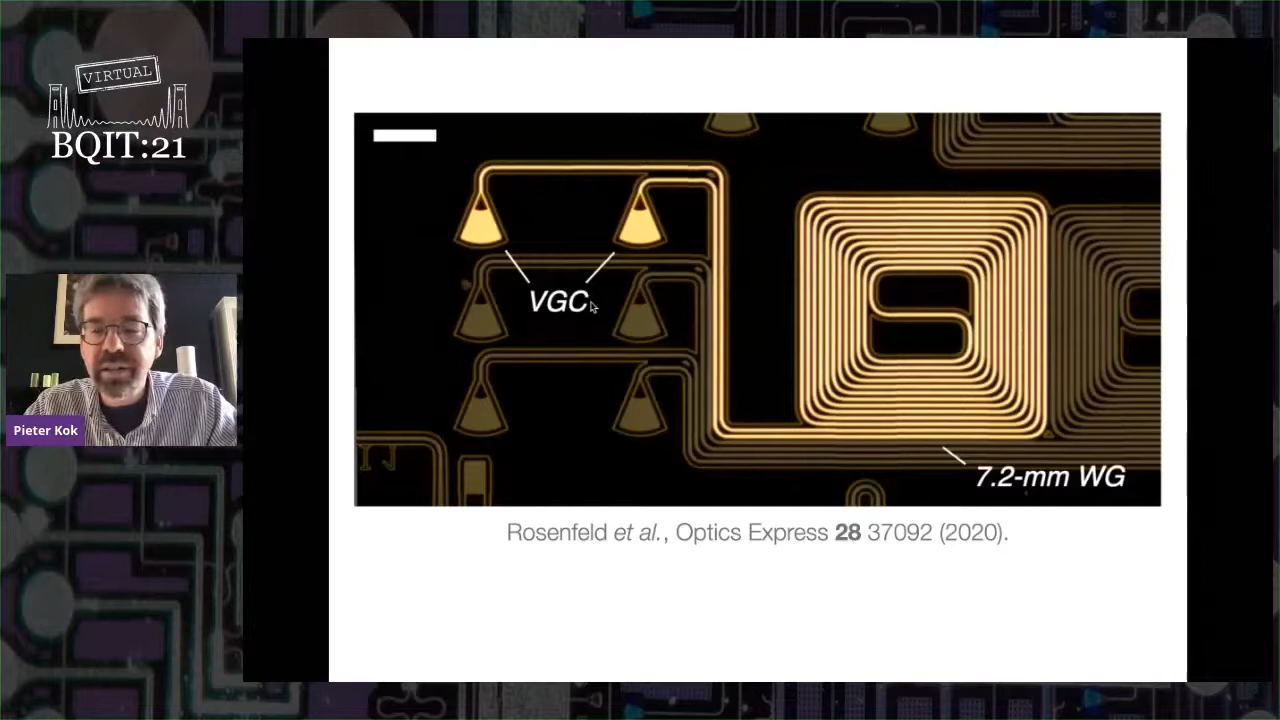 VIRTUAL
BQIT:21
VGC
7.2-mm WG
Pieter Kok
Rosenfeld et al., Optics Express 28 37092 (2020).